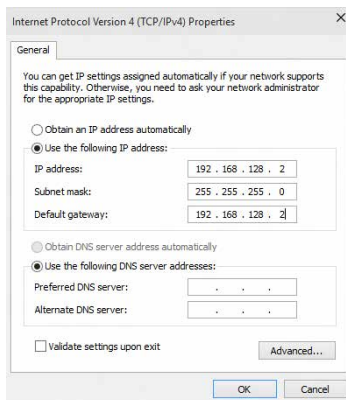 Internet Protocol Version 4 (TCP/IPv4) Properties
General
You can get IP settings assigned automatically if your network supports
this capability. Otherwise, you need to ask your network administrator
for the appropriate IP settings.
Obtain an IP address automatically
Use the following IP address:
IP address: 192 . 168 . 128 . 2
Subnet mask: 255 . 255 . 255 . 0
Default gateway: 192 . 168 . 128 . 2
Obtain DNS server address automatically
Use the following DNS server addresses:
Preferred DNS server: . . .
Alternate DNS server: . . .
Validate settings upon exit
Advanced...
OK Cancel